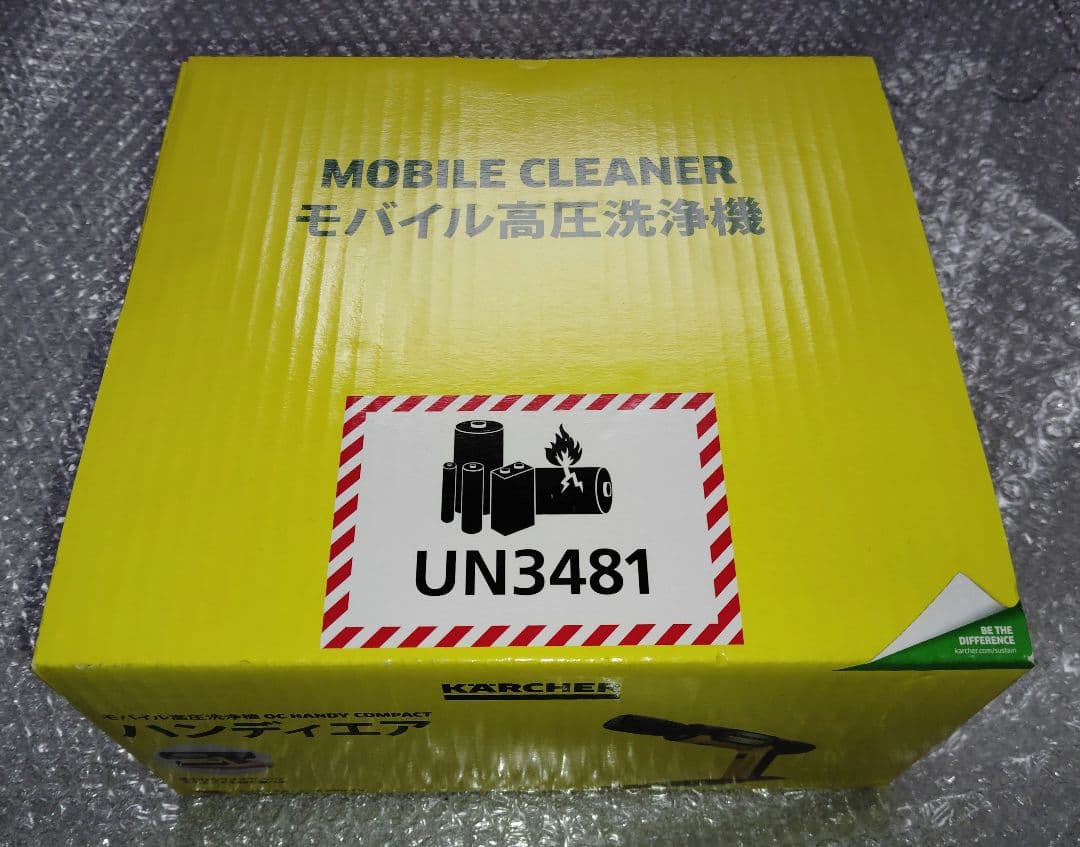 MOBILE CLEANER
モバイル高圧洗浄機
UN3481
BE THE
DIFFERENCE
karcher.com/sustain
KÄRCHER
モバイル高圧洗浄機 OC HANDY COMPACT
ハンディエア